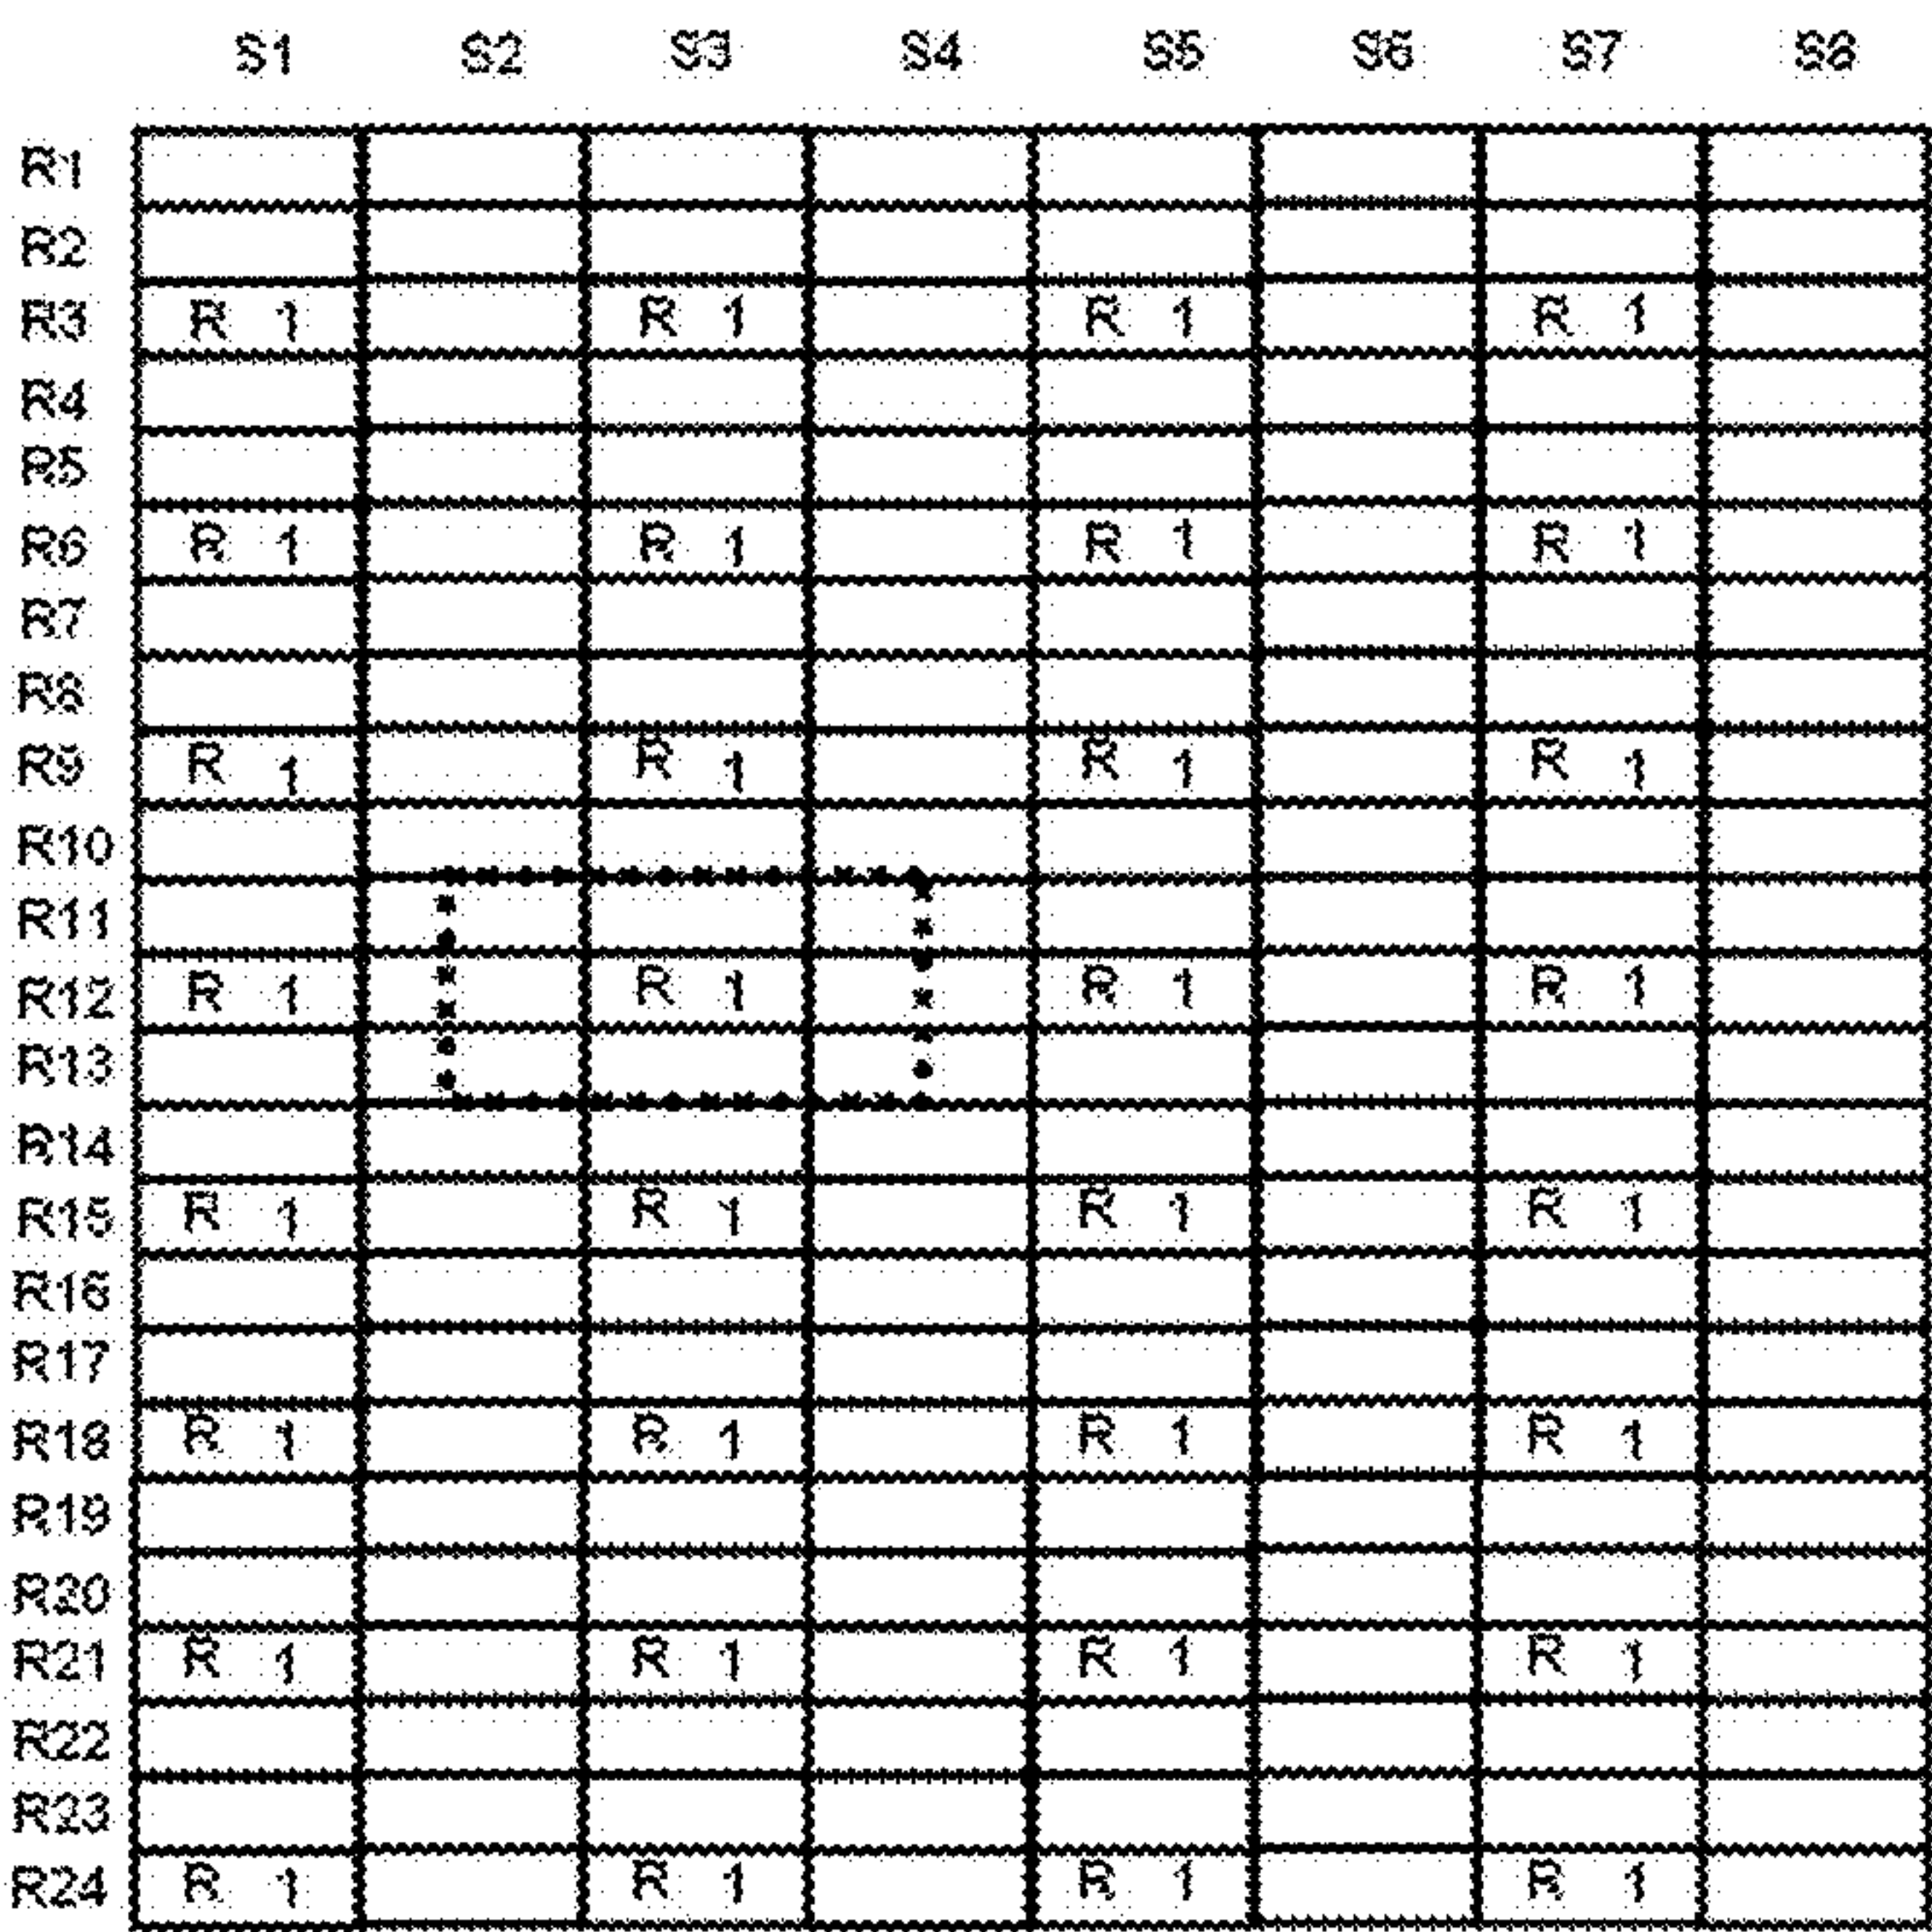 S1 S2 S3 S4 S5 S6 S7 S8
R1
R2
R3 R 1 R 1 R 1 R 1
R4
R5
R6 R 1 R 1 R 1 R 1
R7
R8
R9 R 1 R 1 R 1 R 1
R10
R11
R12 R 1 R 1 R 1 R 1
R13
R14
R15 R 1 R 1 R 1 R 1
R16
R17
R18 R 1 R 1 R 1 R 1
R19
R20
R21 R 1 R 1 R 1 R 1
R22
R23
R24 R 1 R 1 R 1 R 1